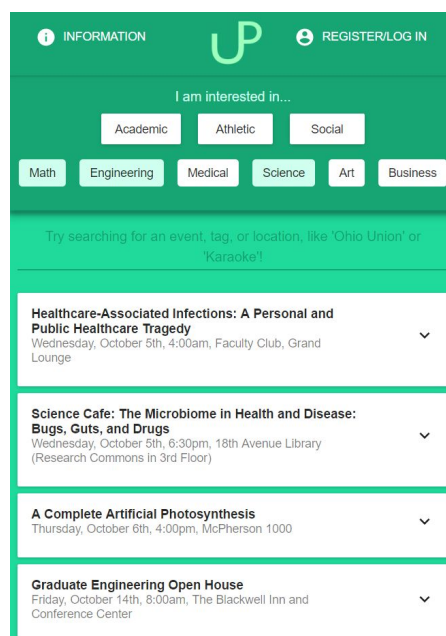 INFORMATION
UP
REGISTER/LOG IN
I am interested in...
Academic
Athletic
Social
Math
Engineering
Medical
Science
Art
Business
Try searching for an event, tag, or location, like 'Ohio Union' or
'Karaoke'!
Healthcare-Associated Infections: A Personal and
Public Healthcare Tragedy
Wednesday, October 5th, 4:00am, Faculty Club, Grand
Lounge
Science Cafe: The Microbiome in Health and Disease:
Bugs, Guts, and Drugs
Wednesday, October 5th, 6:30pm, 18th Avenue Library
(Research Commons in 3rd Floor)
A Complete Artificial Photosynthesis
Thursday, October 6th, 4:00pm, McPherson 1000
Graduate Engineering Open House
Friday, October 14th, 8:00am, The Blackwell Inn and
Conference Center